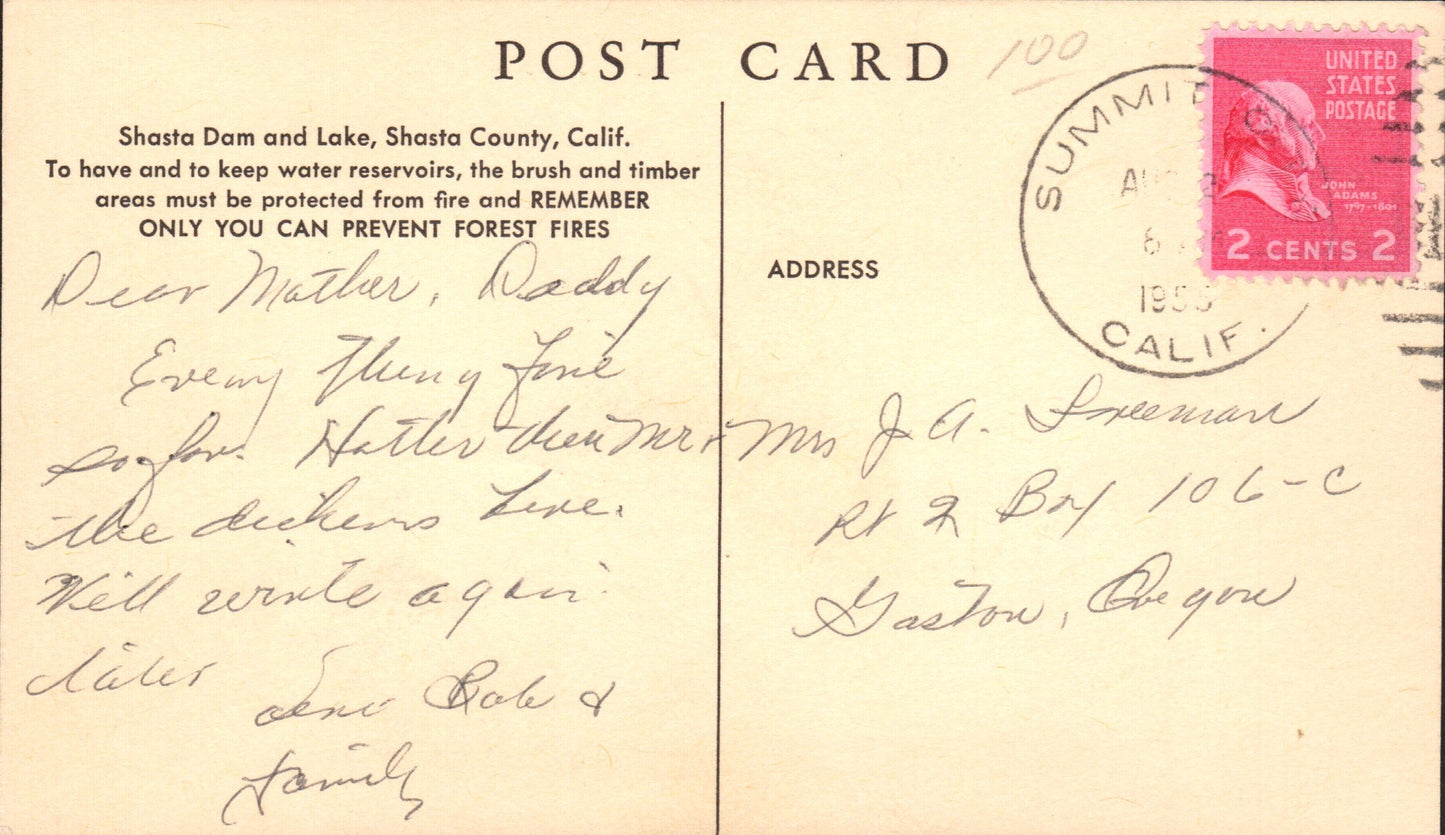 POST CARD
100
Shasta Dam and Lake, Shasta County, Calif.
To have and to keep water reservoirs, the brush and timber
areas must be protected from fire and REMEMBER
ONLY YOU CAN PREVENT FOREST FIRES
Dear Mother, Daddy
Every Thing Fine
so far. Hotter then
the dickens here.
Will write again
later
Bob &
Family
ADDRESS
Mr + Mrs J. A. Freeman
Rt 2 Box 106-C
Gaston, Oregon
SUMMIT
CALIF.
UNITED
STATES
POSTAGE
JOHN
ADAMS
1797-1801
2 CENTS 2